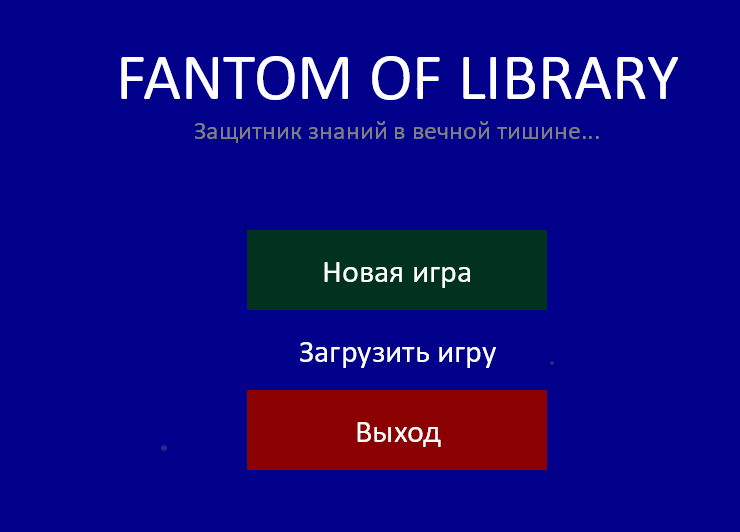 FANTOM OF LIBRARY
Защитник знаний в вечной тишине...
Новая игра
Загрузить игру
Выход